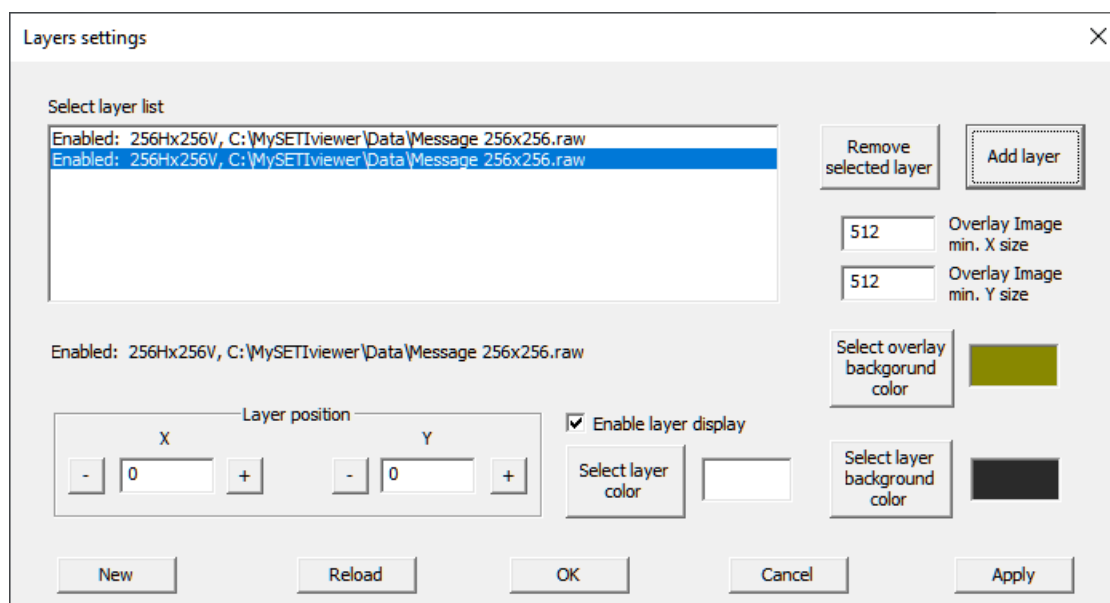 Layers settings
Select layer list
Enabled:  256Hx256V, C:\MySETIviewer\Data\Message 256x256.raw
Enabled:  256Hx256V, C:\MySETIviewer\Data\Message 256x256.raw
Remove
selected layer
Add layer
512
Overlay Image
min. X size
512
Overlay Image
min. Y size
Enabled:  256Hx256V, C:\MySETIviewer\Data\Message 256x256.raw
Select overlay
backgorund
color
Layer position
X
Y
-
0
+
-
0
+
Enable layer display
Select layer
color
Select layer
background
color
New
Reload
OK
Cancel
Apply